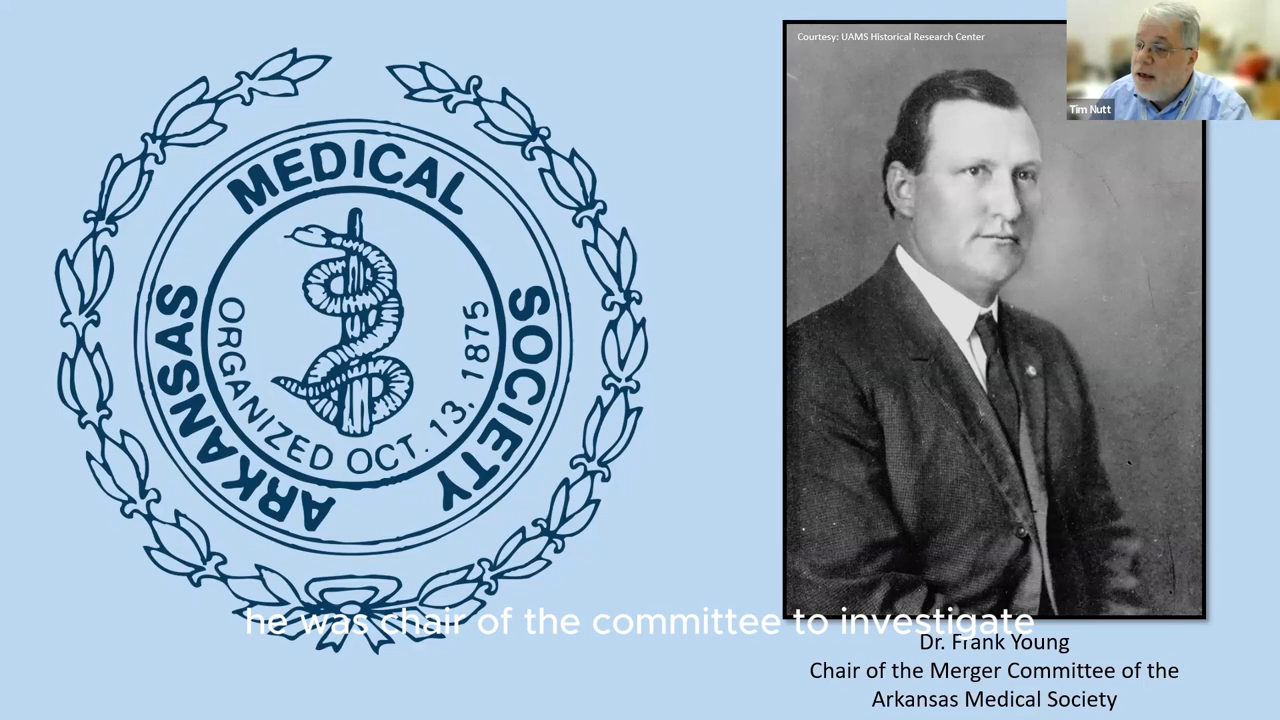 MEDICAL
SOCIETY
ARKANSAS
ORGANIZED OCT. 13, 1875
Courtesy: UAMS Historical Research Center
Tim Nutt
he was chair of the committee to investigate
Dr. Frank Young
Chair of the Merger Committee of the
Arkansas Medical Society